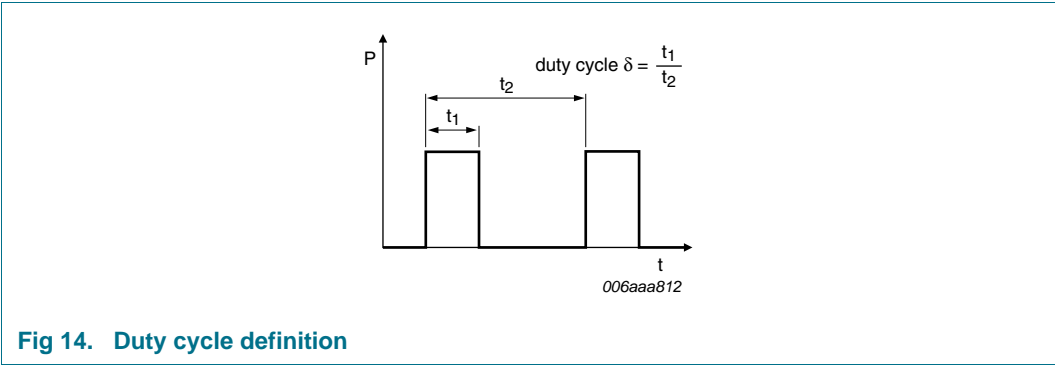 P
duty cycle δ = t1
t2
t2
t1
t
006aaa812
Fig 14. Duty cycle definition